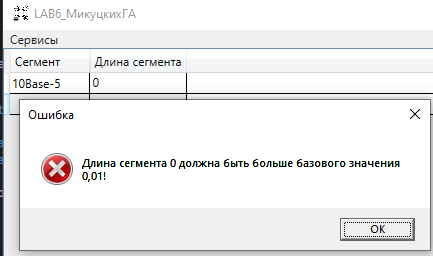 LAB6_МикуцкихГА
Сервисы
Сегмент Длина сегмента
10Base-5 0
Ошибка
Длина сегмента 0 должна быть больше базового значения
0,01!
ОК